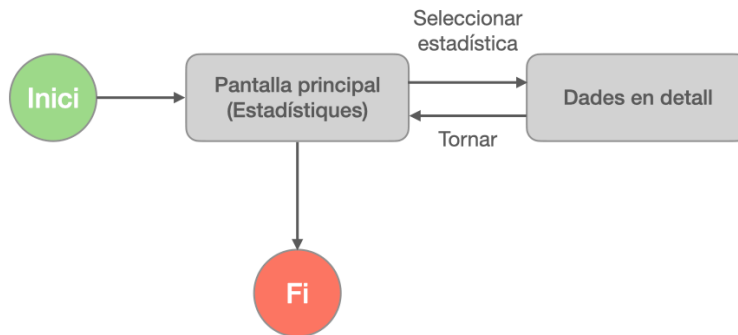 Seleccionar
estadística
Inici
Pantalla principal
(Estadístiques)
Dades en detall
Tornar
Fi